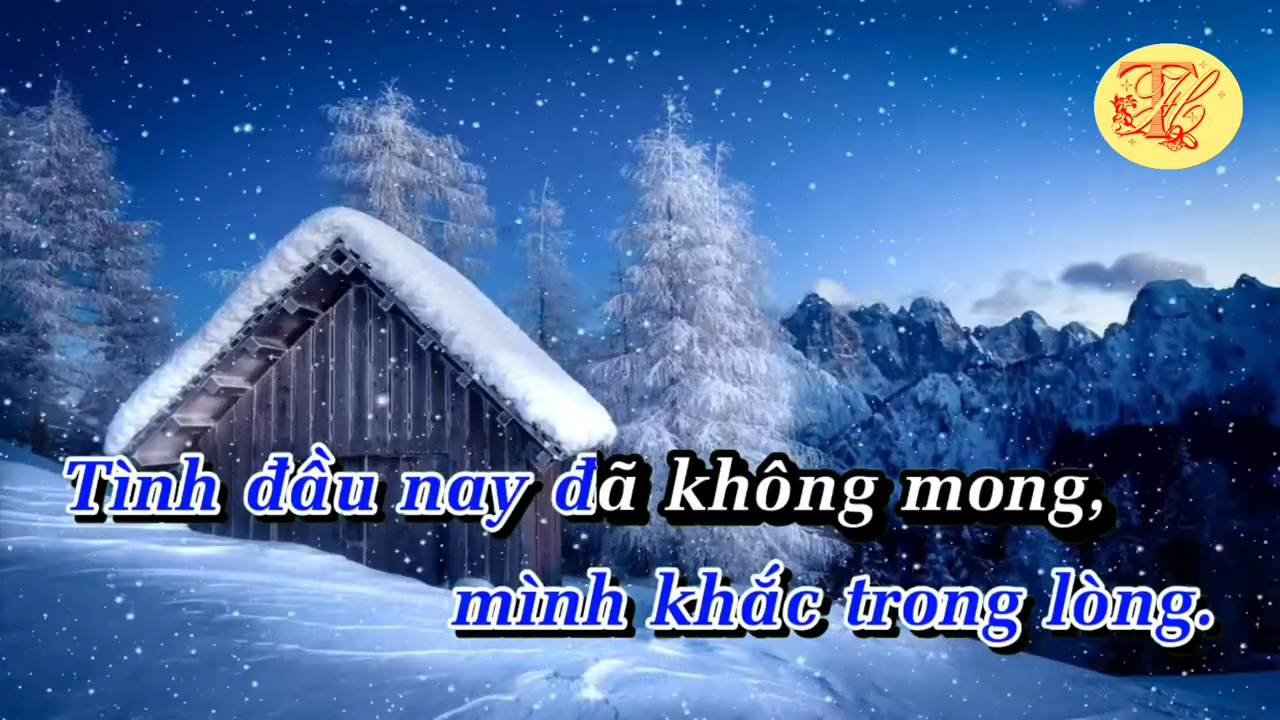 Tình đầu nay đã không mong,
mình khắc trong lòng.